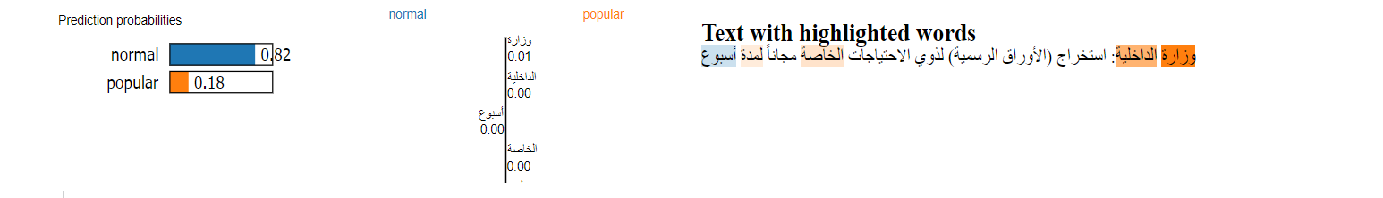 Prediction probabilities
normal 0.82
popular 0.18
normal popular
وزارة
0.01
الداخلية
0.00
أسبوع
0.00
الخاصة
0.00
Text with highlighted words
وزارة الداخلية: استخراج (الأوراق الرسمية) لذوي الاحتياجات الخاصة مجاناً لمدة أسبوع